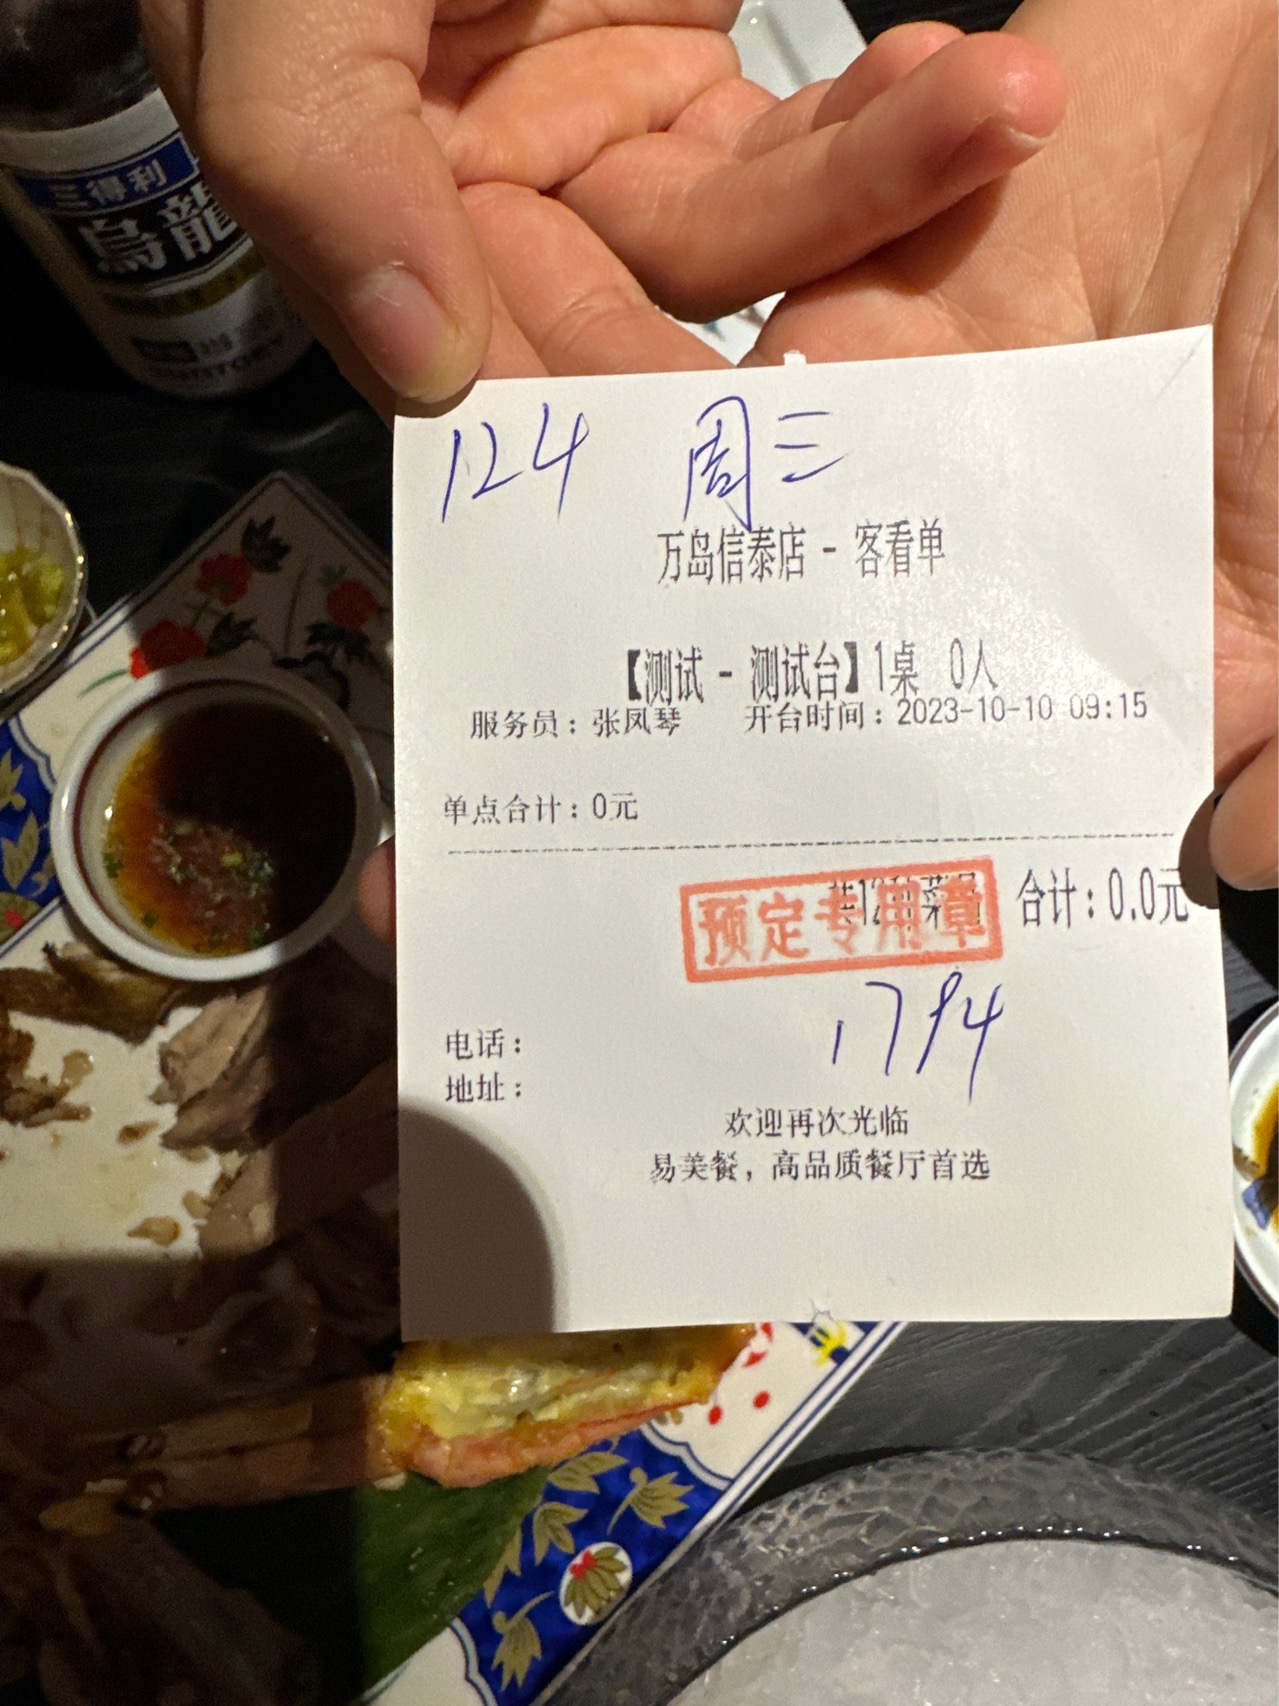 三得利
烏龍
SUNTORY
124 周三
万岛信泰店 - 客看单
【测试 - 测试台】1桌 0人
服务员：张凤琴 开台时间：2023-10-10 09:15
单点合计：0元
预定专用章
合计：0.0元
1794
电话：
地址：
欢迎再次光临
易美餐，高品质餐厅首选